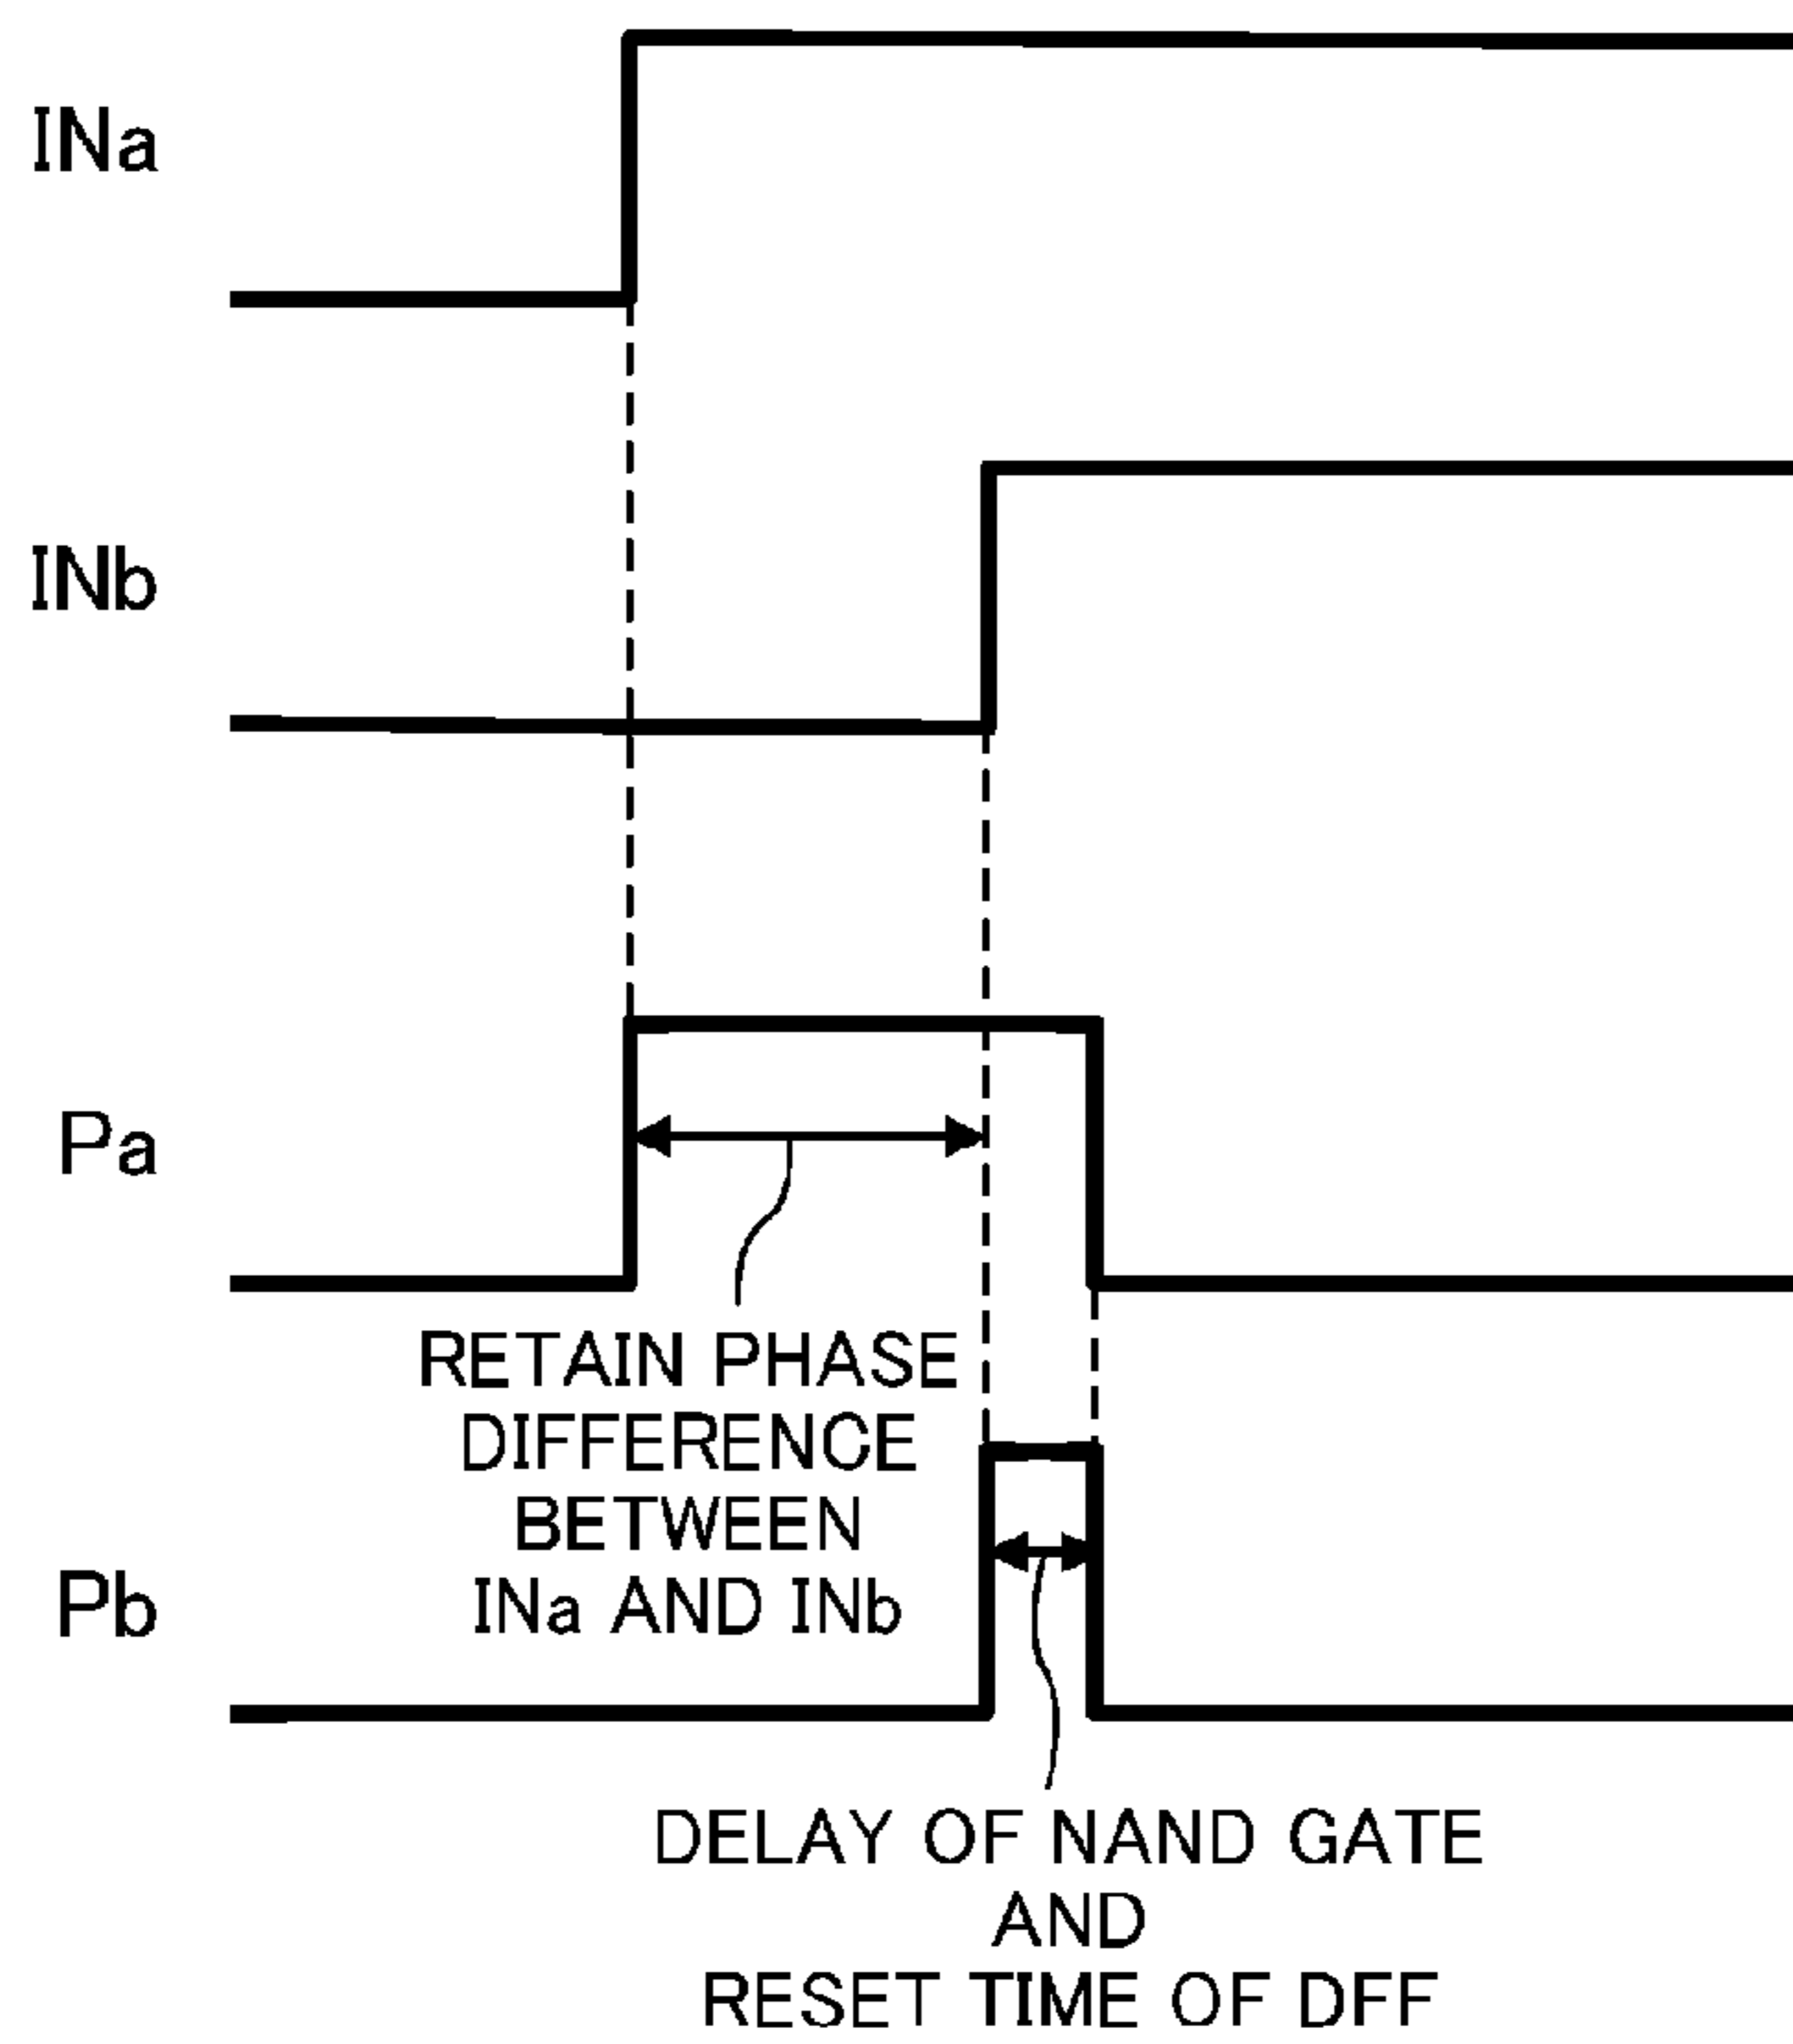 INa
INb
Pa
RETAIN PHASE
DIFFERENCE
BETWEEN
INa AND INb
Pb
DELAY OF NAND GATE
AND
RESET TIME OF DFF